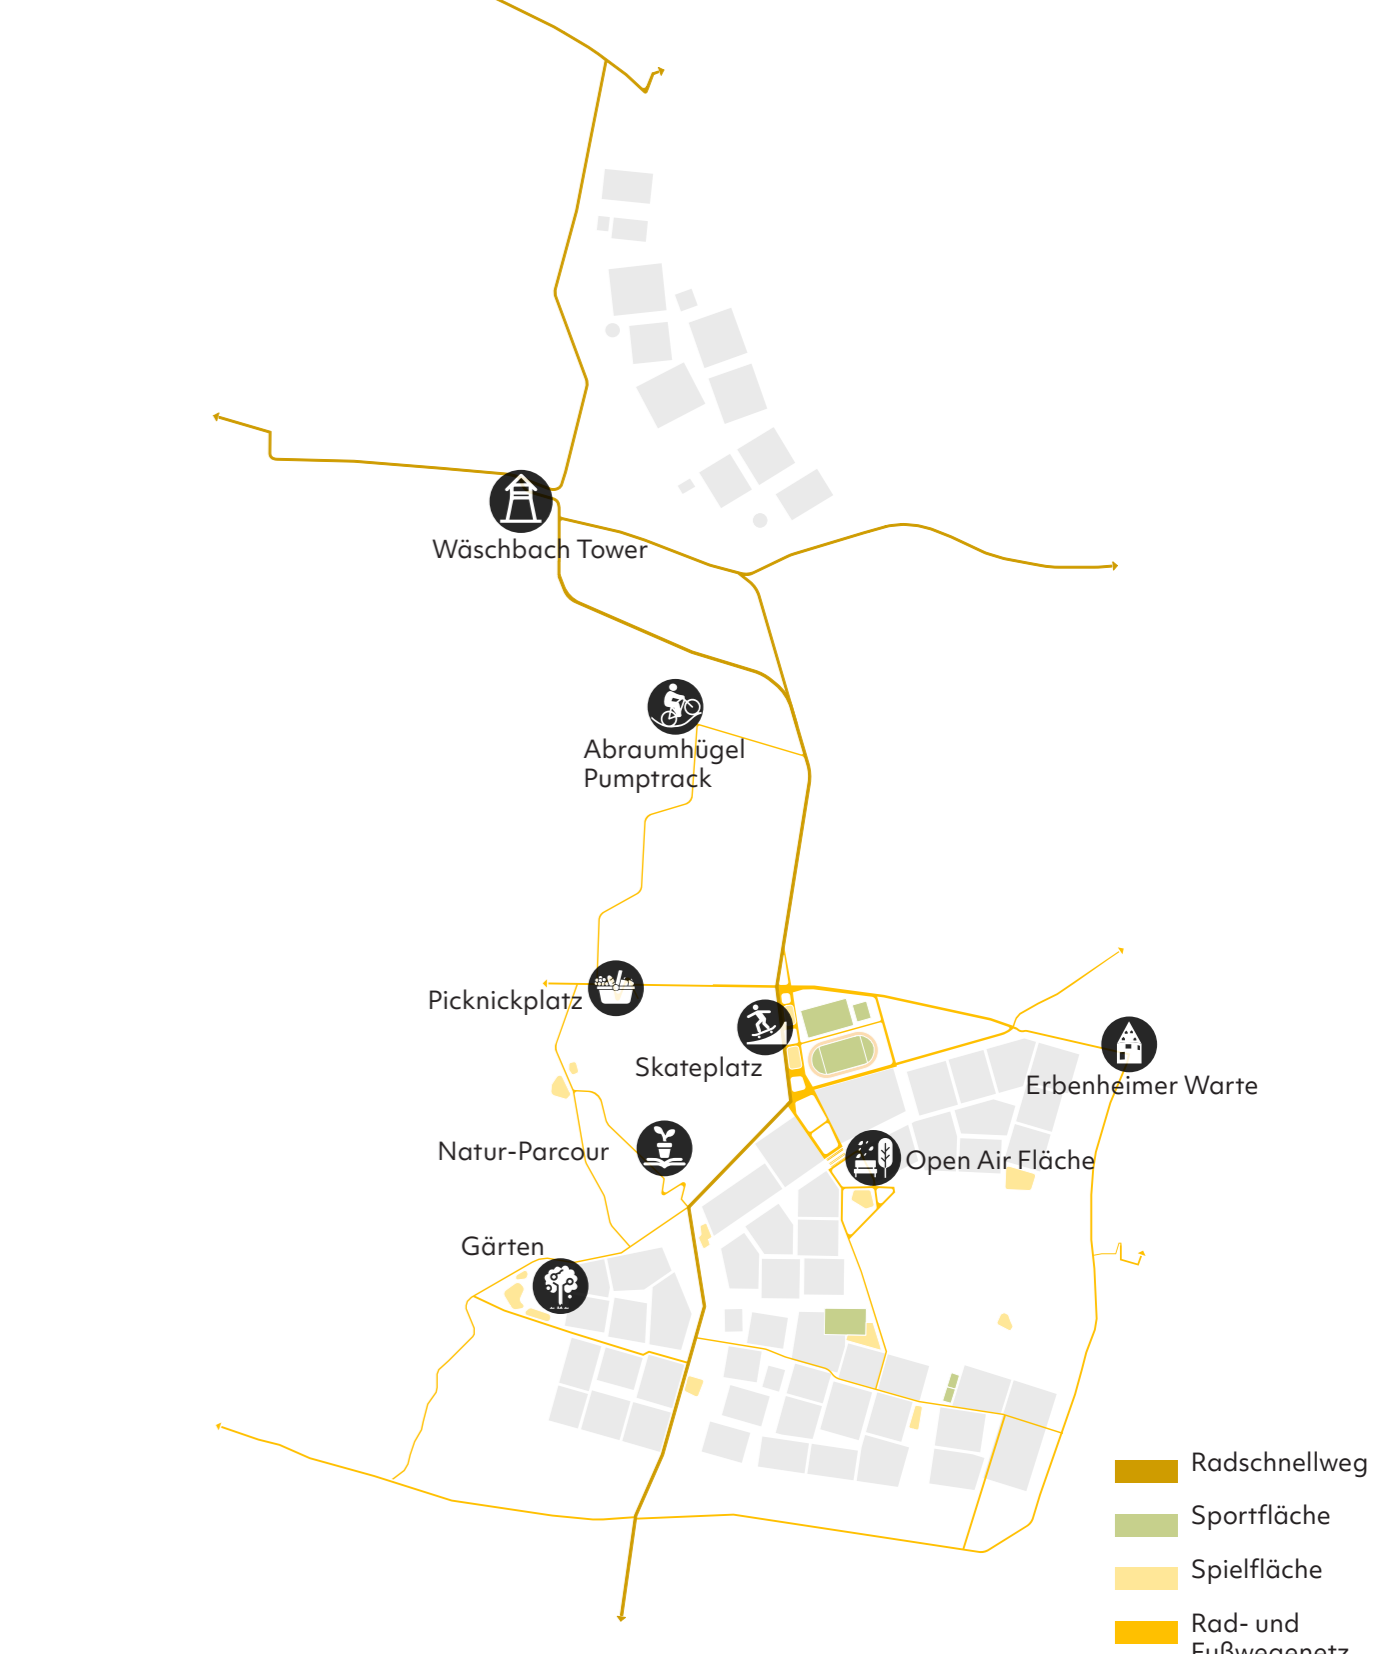 Wäschbach Tower
Abraumhügel
Pumptrack
Picknickplatz
Skateplatz
Erbenheimer Warte
Natur-Parcour
Open Air Fläche
Gärten
Radschnellweg
Sportfläche
Spielfläche
Rad- und
Fußwegenetz